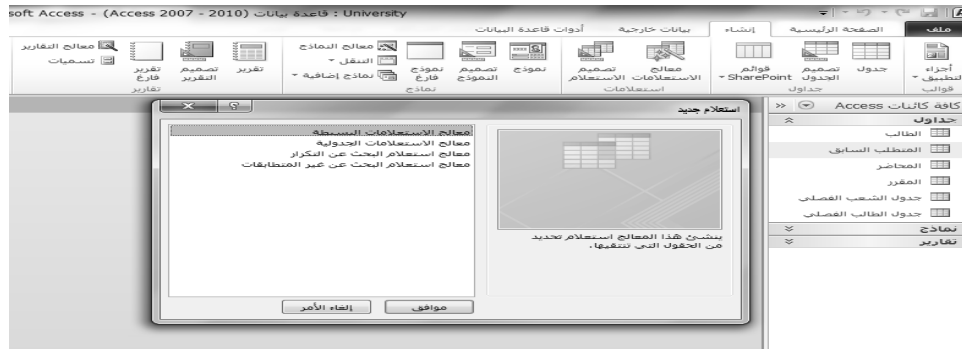 University : قاعدة بيانات (Access 2007 - 2010) - soft Access
ملف الصفحة الرئيسية إنشاء بيانات خارجية أدوات قاعدة البيانات
أجزاء التطبيق
جدول
تصميم الجدول
قوائم SharePoint
معالج الاستعلامات
تصميم الاستعلام
نموذج
تصميم النموذج
نموذج فارغ
معالج النماذج
التنقل
نماذج إضافية
تقرير
تصميم التقرير
تقرير فارغ
معالج التقارير
تسميات
قوالب جداول استعلامات نماذج تقارير
كافة كائنات Access
جداول
الطالب
المتطلب السابق
المحاضر
المقرر
جدول الشعب الفصلي
جدول الطالب الفصلي
نماذج
تقارير
استعلام جديد
معالج الاستعلامات البسيطة
معالج الاستعلامات الجدولية
معالج استعلام البحث عن التكرار
معالج استعلام البحث عن غير المتطابقات
ينشئ هذا المعالج استعلام تحديد
من الحقول التي تنتقيها.
موافق إلغاء الأمر